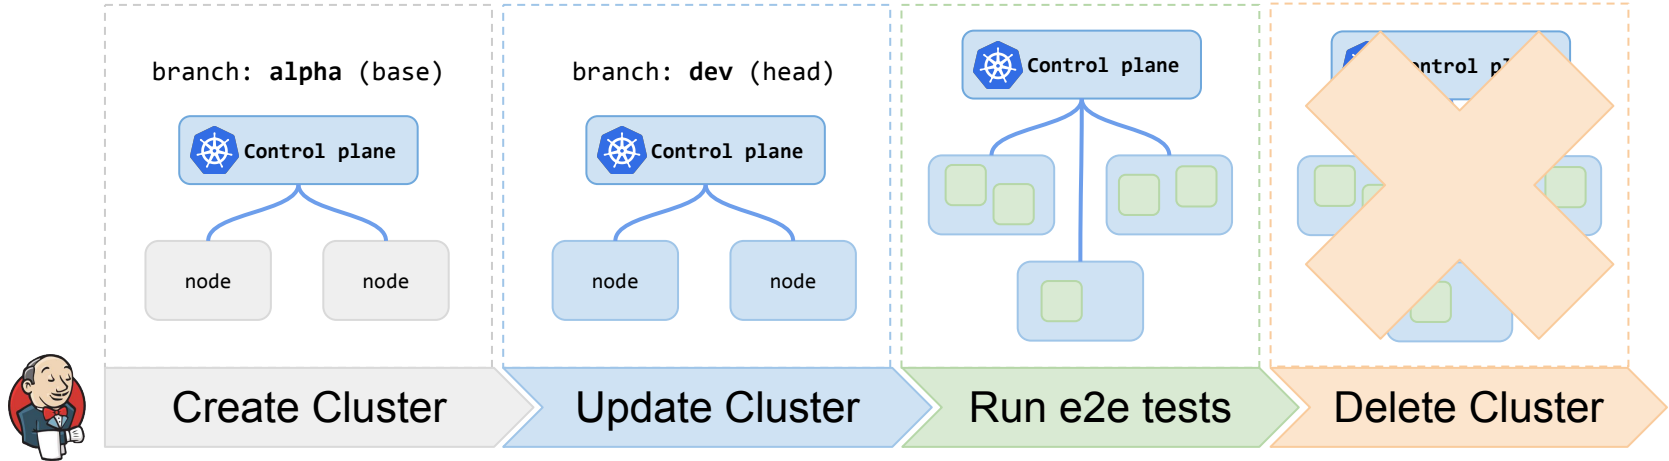 branch: alpha (base)
Control plane
node
node
Create Cluster
branch: dev (head)
Control plane
node
node
Update Cluster
Control plane
Run e2e tests
Delete Cluster